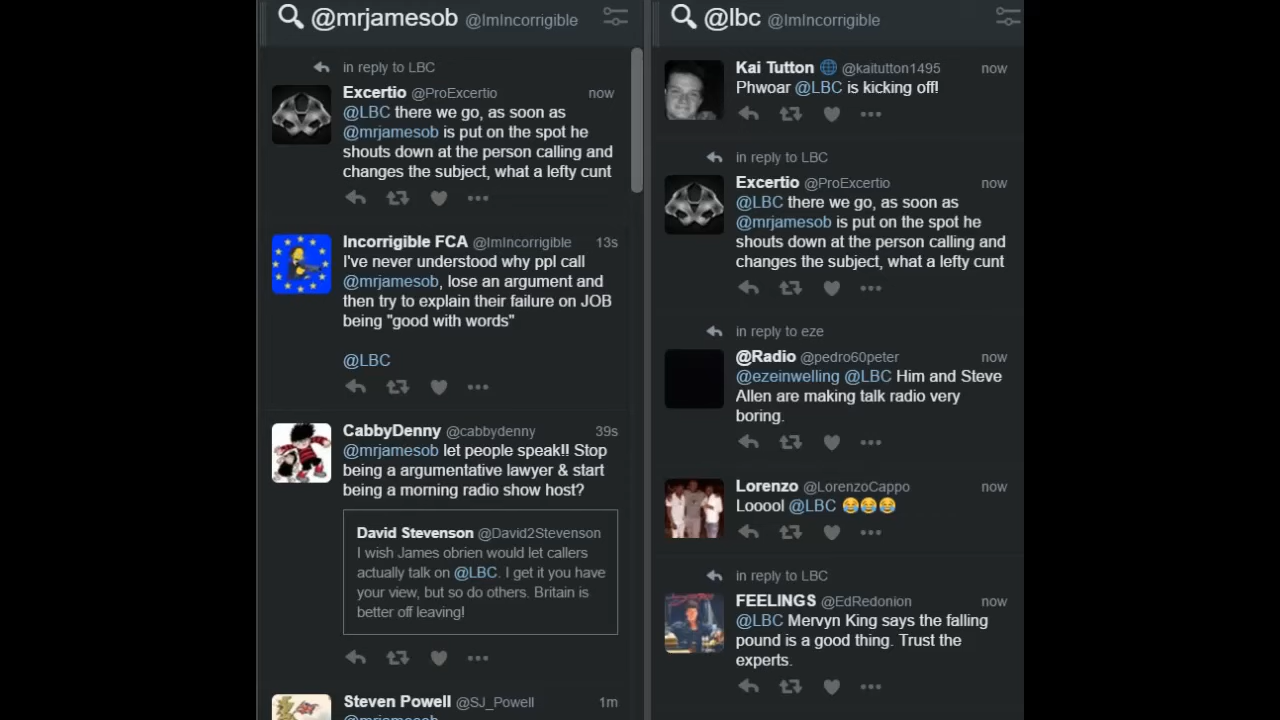 @mrjamesob @ImIncorrigible
in reply to LBC
Excertio @ProExcertio now
@LBC there we go, as soon as
@mrjamesob is put on the spot he
shouts down at the person calling and
changes the subject, what a lefty cunt
Incorrigible FCA @ImIncorrigible 13s
I've never understood why ppl call
@mrjamesob, lose an argument and
then try to explain their failure on JOB
being "good with words"
@LBC
CabbyDenny @cabbydenny 39s
@mrjamesob let people speak!! Stop
being a argumentative lawyer & start
being a morning radio show host?
David Stevenson @David2Stevenson
I wish James obrien would let callers
actually talk on @LBC. I get it you have
your view, but so do others. Britain is
better off leaving!
Steven Powell @SJ_Powell 1m
@mrjamesob
@lbc @ImIncorrigible
Kai Tutton @kaitutton1495 now
Phwoar @LBC is kicking off!
in reply to LBC
Excertio @ProExcertio now
@LBC there we go, as soon as
@mrjamesob is put on the spot he
shouts down at the person calling and
changes the subject, what a lefty cunt
in reply to eze
@Radio @pedro60peter now
@ezeinwelling @LBC Him and Steve
Allen are making talk radio very
boring.
Lorenzo @LorenzoCappo now
Looool @LBC 😂😂😂
in reply to LBC
FEELINGS @EdRedonion now
@LBC Mervyn King says the falling
pound is a good thing. Trust the
experts.